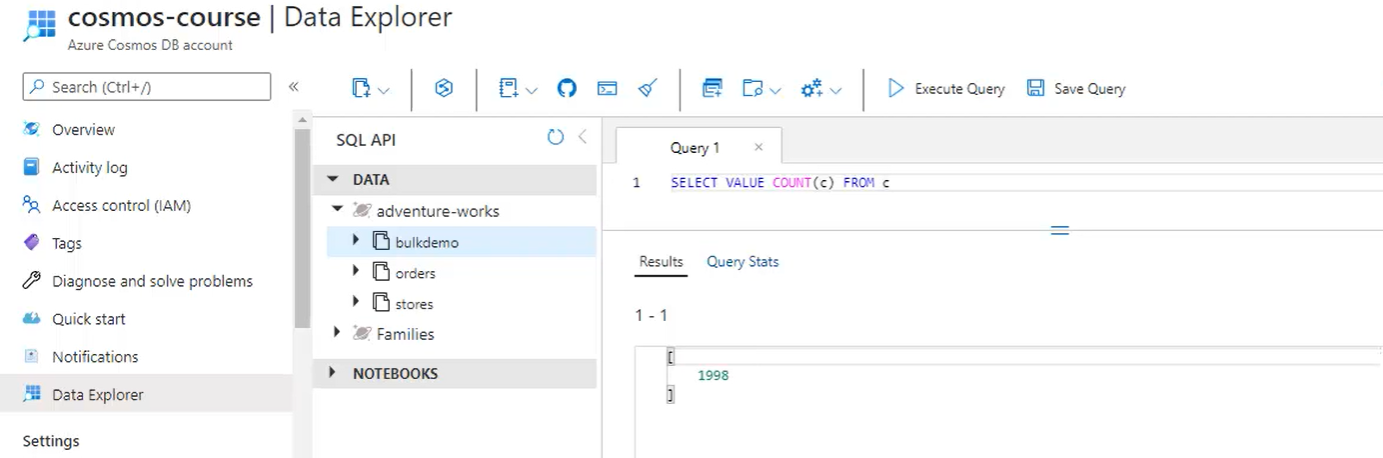 cosmos-course | Data Explorer
Azure Cosmos DB account
Search (Ctrl+/)
«
Execute Query
Save Query
Overview
Activity log
Access control (IAM)
Tags
Diagnose and solve problems
Quick start
Notifications
Data Explorer
Settings
SQL API
DATA
adventure-works
bulkdemo
orders
stores
Families
NOTEBOOKS
Query 1
1 SELECT VALUE COUNT(c) FROM c
Results Query Stats
1 - 1
[
1998
]